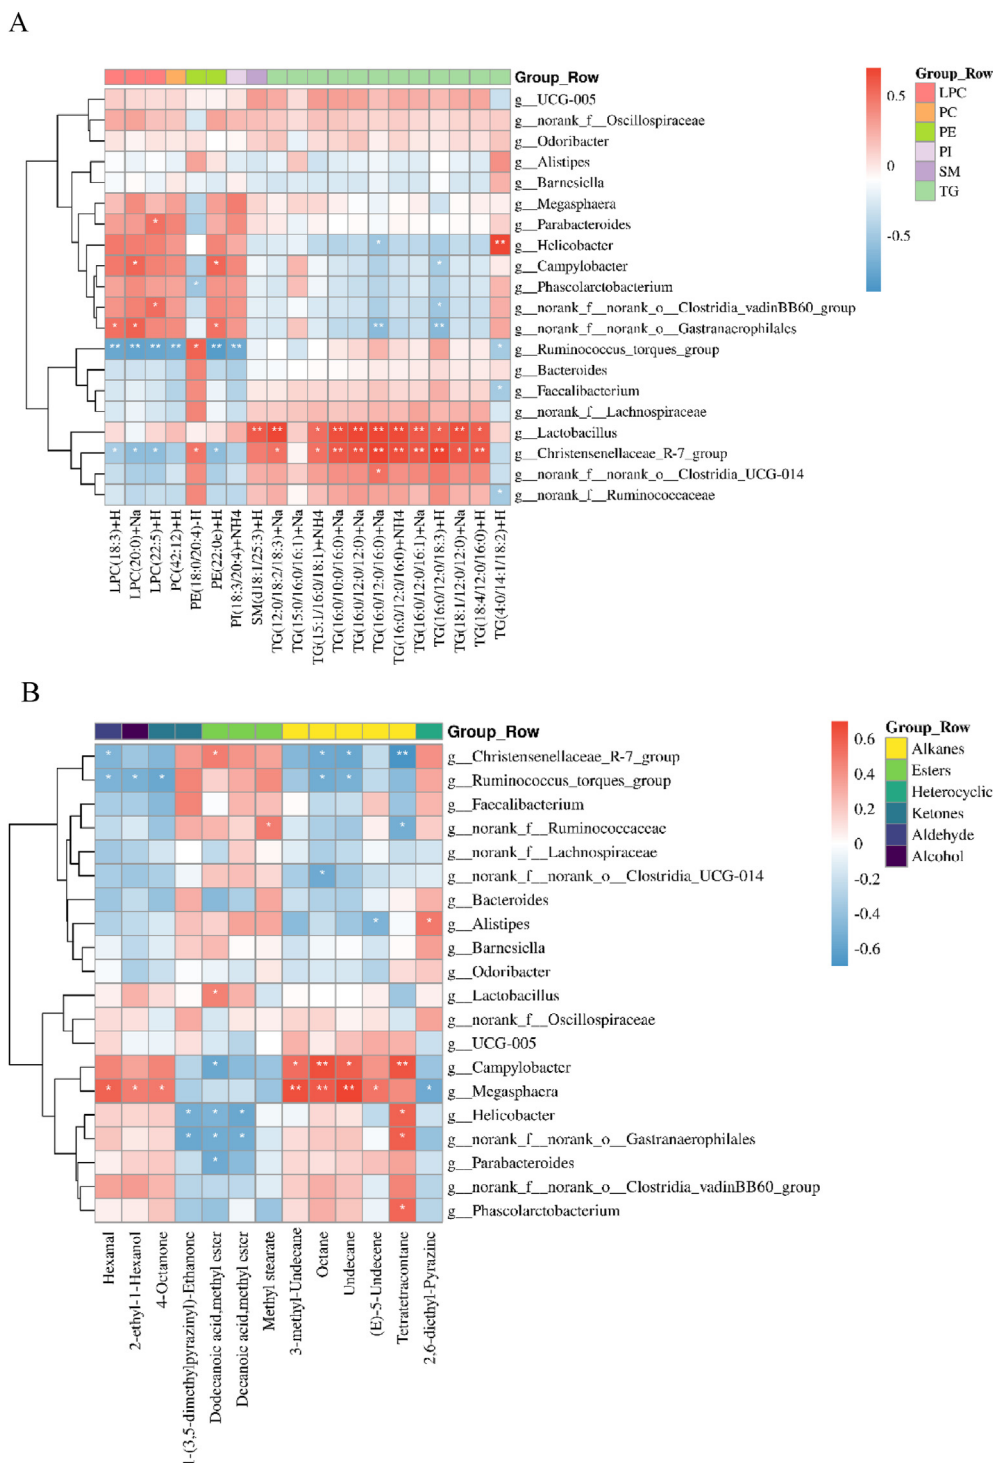 A
Group_Row
g__UCG-005
g__norank_f__Oscillospiraceae
g__Odoribacter
g__Alistipes
g__Barnesiella
g__Megasphaera
g__Parabacteroides
g__Helicobacter
g__Campylobacter
g__Phascolarctobacterium
g__norank_f__norank_o__Clostridia_vadinBB60_group
g__norank_f__norank_o__Gastranaerophilales
g__Ruminococcus_torques_group
g__Bacteroides
g__Faecalibacterium
g__norank_f__Lachnospiraceae
g__Lactobacillus
g__Christensenellaceae_R-7_group
g__norank_f__norank_o__Clostridia_UCG-014
g__norank_f__Ruminococcaceae
LPC(18:3)+H
LPC(20:0)+Na
LPC(22:5)+H
PC(42:12)+H
PE(18:0/20:4)-H
PE(22:0e)+H
PI(18:3/20:4)+NH4
SM(d18:1/25:3)+H
TG(12:0/18:2/18:3)+Na
TG(15:0/16:0/16:1)+Na
TG(15:1/16:0/18:1)+NH4
TG(16:0/10:0/16:0)+Na
TG(16:0/12:0/12:0)+Na
TG(16:0/12:0/16:0)+Na
TG(16:0/12:0/16:0)+NH4
TG(16:0/12:0/16:1)+Na
TG(16:0/12:0/18:3)+H
TG(18:1/12:0/12:0)+Na
TG(18:4/12:0/16:0)+H
TG(4:0/14:1/18:2)+H
0.5
0
-0.5
Group_Row
LPC
PC
PE
PI
SM
TG
B
Group_Row
g__Christensenellaceae_R-7_group
g__Ruminococcus_torques_group
g__Faecalibacterium
g__norank_f__Ruminococcaceae
g__norank_f__Lachnospiraceae
g__norank_f__norank_o__Clostridia_UCG-014
g__Bacteroides
g__Alistipes
g__Barnesiella
g__Odoribacter
g__Lactobacillus
g__norank_f__Oscillospiraceae
g__UCG-005
g__Campylobacter
g__Megasphaera
g__Helicobacter
g__norank_f__norank_o__Gastranaerophilales
g__Parabacteroides
g__norank_f__norank_o__Clostridia_vadinBB60_group
g__Phascolarctobacterium
Hexanal
2-ethyl-1-Hexanol
4-Octanone
1-(3,5-dimethylpyrazinyl)-Ethanone
Dodecanoic acid,methyl ester
Decanoic acid,methyl ester
Methyl stearate
3-methyl-Undecane
Octane
Undecane
(E)-5-Undecene
Tetratetracontane
2,6-diethyl-Pyrazine
0.6
0.4
0.2
0
-0.2
-0.4
-0.6
Group_Row
Alkanes
Esters
Heterocyclic
Ketones
Aldehyde
Alcohol